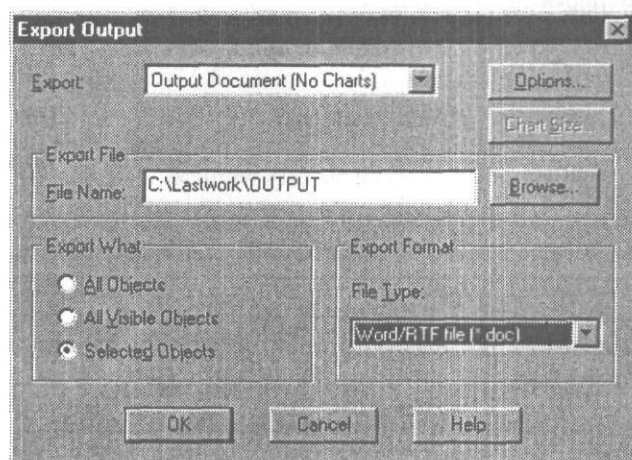 Export Output
Export: Output Document (No Charts) Options...
Chart Size...
Export File
File Name: C:\Lastwork\OUTPUT Browse...
Export What
All Objects
All Visible Objects
Selected Objects
Export Format
File Type:
Word/RTF file (*.doc)
OK Cancel Help